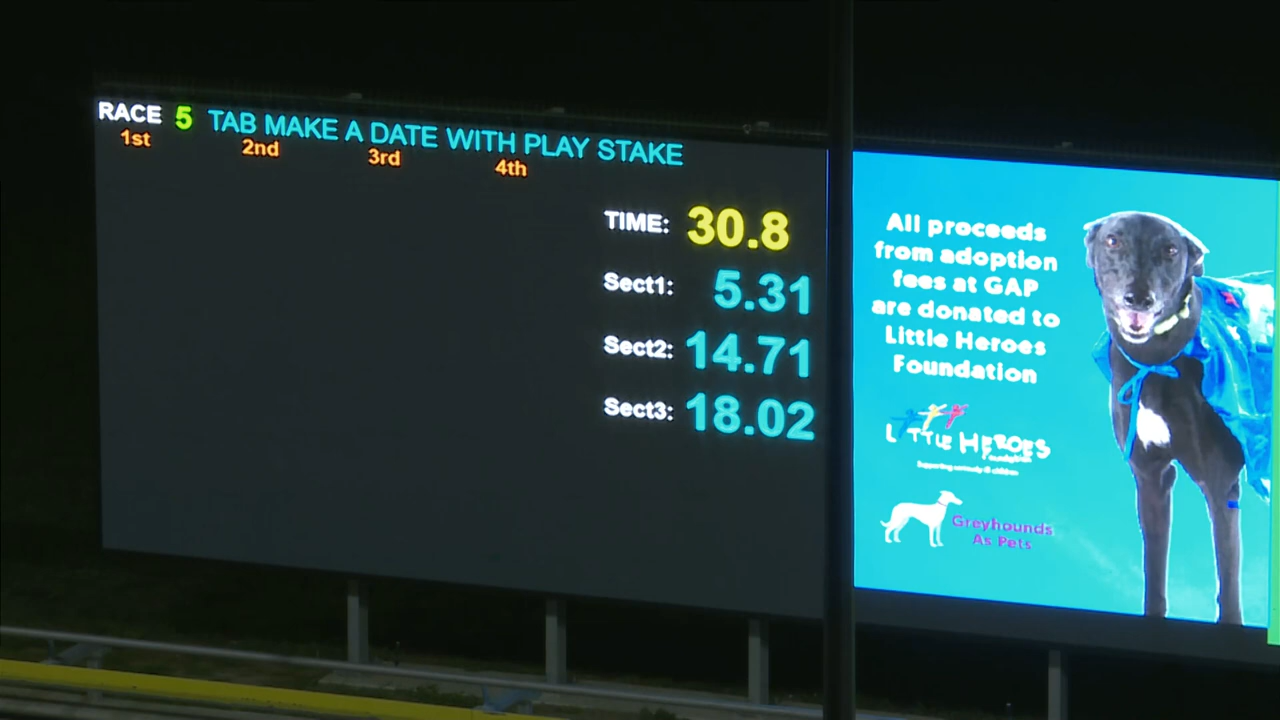 RACE 5 TAB MAKE A DATE WITH PLAY STAKE
1st 2nd 3rd 4th
TIME: 30.8
Sect1: 5.31
Sect2: 14.71
Sect3: 18.02
All proceeds
from adoption
fees at GAP
are donated to
Little Heroes
Foundation
LITTLE HEROES
Foundation
Greyhounds
As Pets